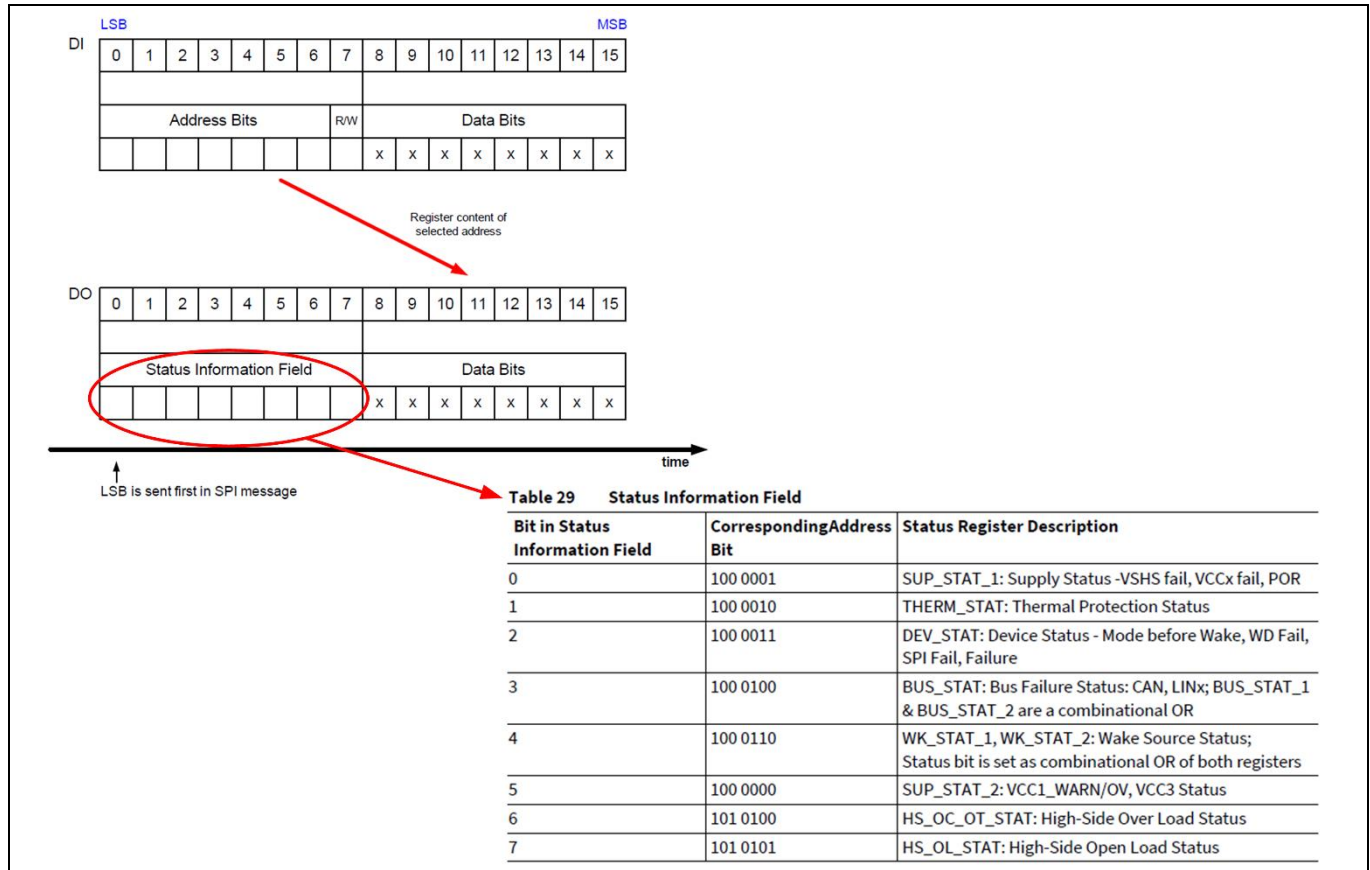 LSB MSB
DI 0 1 2 3 4 5 6 7 8 9 10 11 12 13 14 15
Address Bits R/W Data Bits
x x x x x x x x
Register content of
selected address
DO 0 1 2 3 4 5 6 7 8 9 10 11 12 13 14 15
Status Information Field Data Bits
x x x x x x x x
time
LSB is sent first in SPI message
Table 29 Status Information Field
Bit in Status CorrespondingAddress Status Register Description
Information Field Bit
0 100 0001 SUP_STAT_1: Supply Status -VSHS fail, VCCx fail, POR
1 100 0010 THERM_STAT: Thermal Protection Status
2 100 0011 DEV_STAT: Device Status - Mode before Wake, WD Fail,
SPI Fail, Failure
3 100 0100 BUS_STAT: Bus Failure Status: CAN, LINx; BUS_STAT_1
& BUS_STAT_2 are a combinational OR
4 100 0110 WK_STAT_1, WK_STAT_2: Wake Source Status;
Status bit is set as combinational OR of both registers
5 100 0000 SUP_STAT_2: VCC1_WARN/OV, VCC3 Status
6 101 0100 HS_OC_OT_STAT: High-Side Over Load Status
7 101 0101 HS_OL_STAT: High-Side Open Load Status